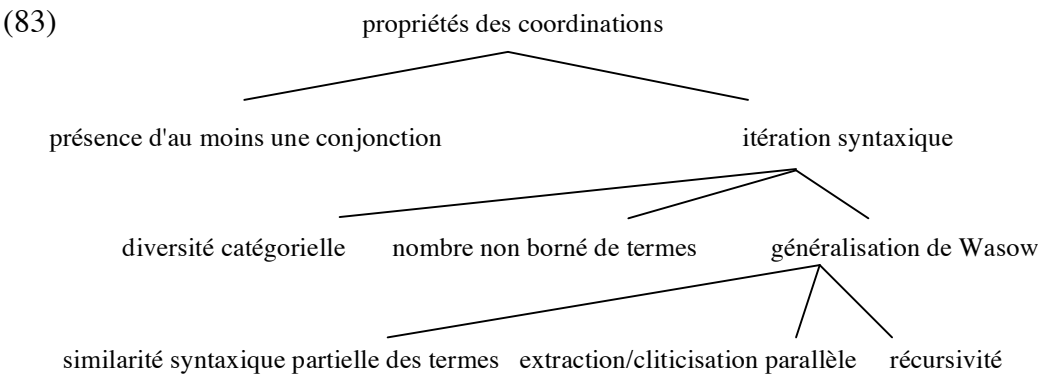 (83) propriétés des coordinations
présence d'au moins une conjonction itération syntaxique
diversité catégorielle nombre non borné de termes généralisation de Wasow
similarité syntaxique partielle des termes extraction/cliticisation parallèle récursivité